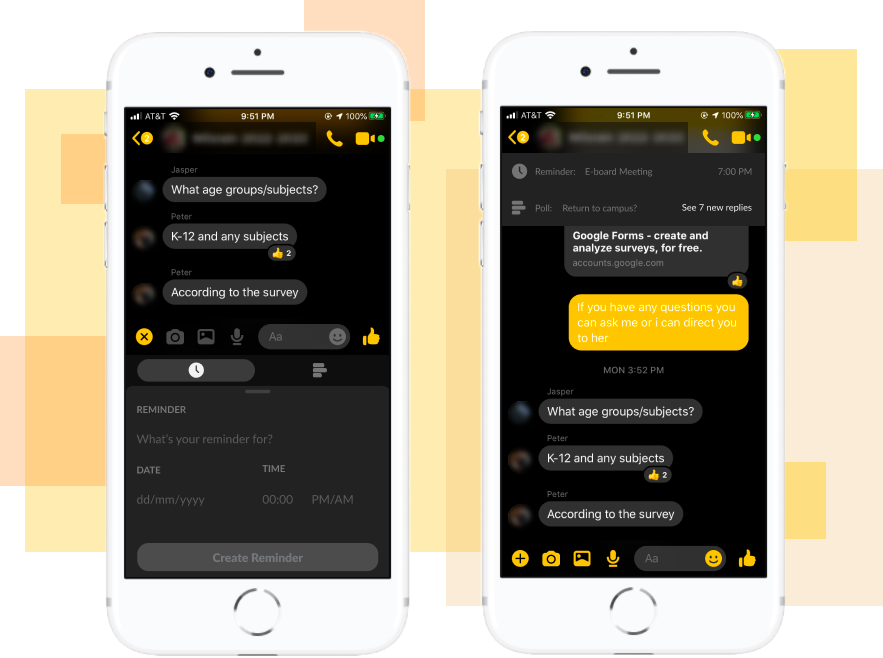 AT&T
9:51 PM
100%
2
Jasper
What age groups/subjects?
Peter
K-12 and any subjects
2
Peter
According to the survey
Aa
REMINDER
What's your reminder for?
DATE
TIME
dd/mm/yyyy
00:00
PM/AM
Create Reminder
AT&T
9:51 PM
100%
2
Reminder: E-board Meeting
7:00 PM
Poll: Return to campus?
See 7 new replies
Google Forms - create and
analyze surveys, for free.
accounts.google.com
If you have any questions you
can ask me or i can direct you
to her
MON 3:52 PM
Jasper
What age groups/subjects?
Peter
K-12 and any subjects
2
Peter
According to the survey
Aa